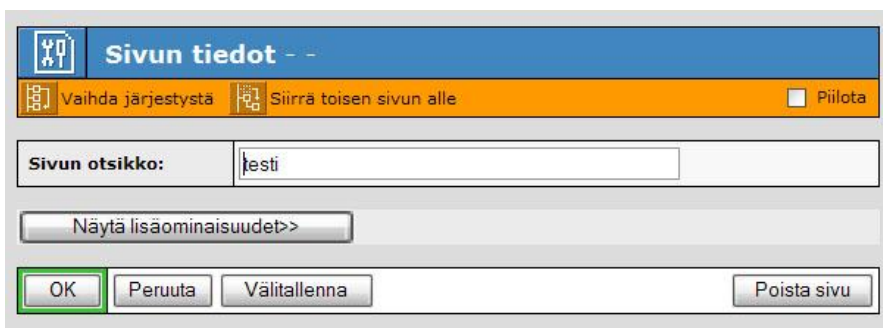 Sivun tiedot - -
Vaihda järjestystä Siirrä toisen sivun alle Piilota
Sivun otsikko: testi
Näytä lisäominaisuudet>>
OK Peruuta Välitallenna Poista sivu